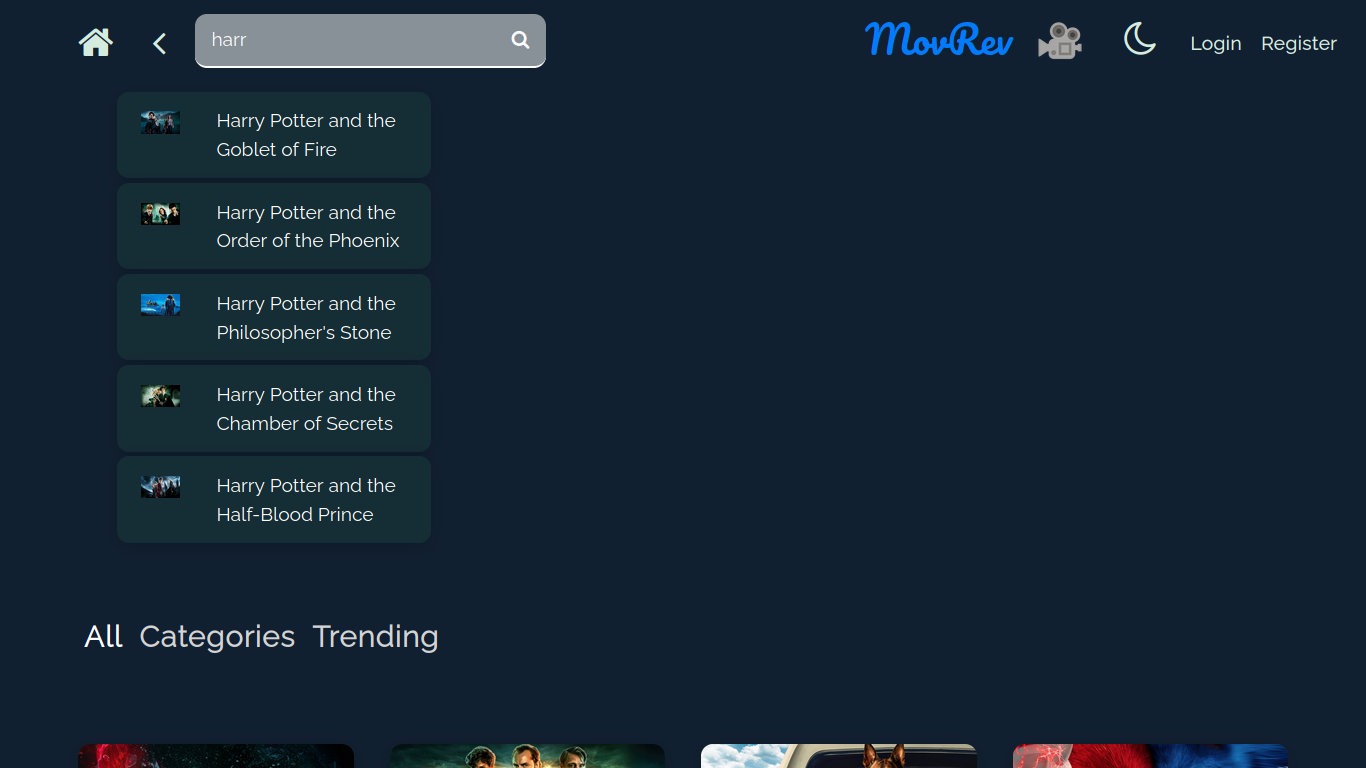 harr
MovRev
Login Register
Harry Potter and the
Goblet of Fire
Harry Potter and the
Order of the Phoenix
Harry Potter and the
Philosopher's Stone
Harry Potter and the
Chamber of Secrets
Harry Potter and the
Half-Blood Prince
All Categories Trending